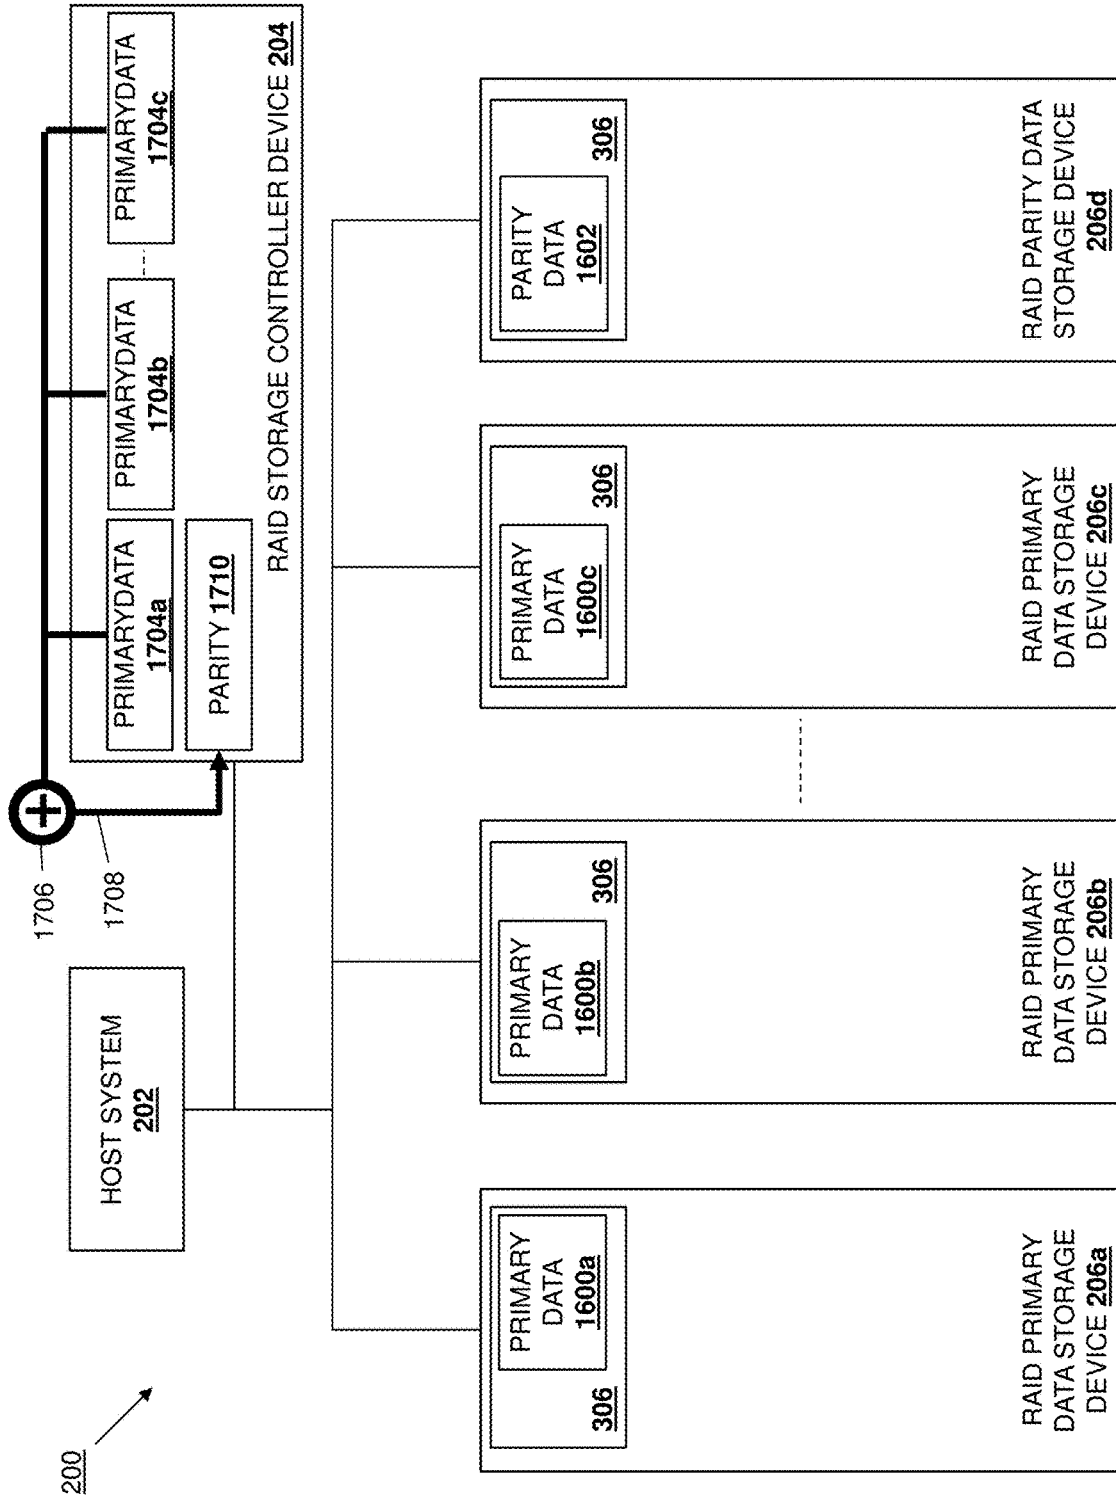 200
HOST SYSTEM
202
1706
1708
PRIMARYDATA
1704a
PRIMARYDATA
1704b
PRIMARYDATA
1704c
PARITY 1710
RAID STORAGE CONTROLLER DEVICE 204
306
PRIMARY
DATA
1600a
RAID PRIMARY
DATA STORAGE
DEVICE 206a
PRIMARY
DATA
1600b
306
RAID PRIMARY
DATA STORAGE
DEVICE 206b
PRIMARY
DATA
1600c
306
RAID PRIMARY
DATA STORAGE
DEVICE 206c
PARITY
DATA
1602
306
RAID PARITY DATA
STORAGE DEVICE
206d